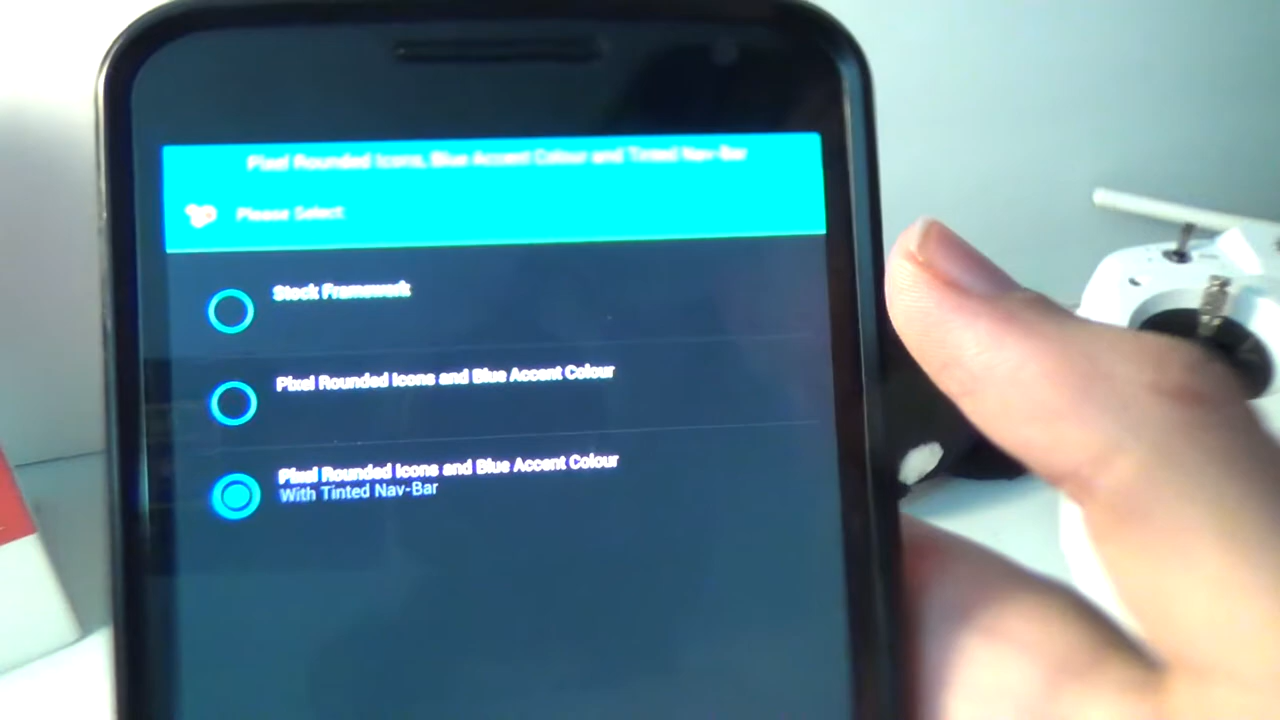 Pixel Rounded Icons, Blue Accent Colour and Tinted Nav-Bar
Please Select
Stock Framework
Pixel Rounded Icons and Blue Accent Colour
Pixel Rounded Icons and Blue Accent Colour
With Tinted Nav-Bar